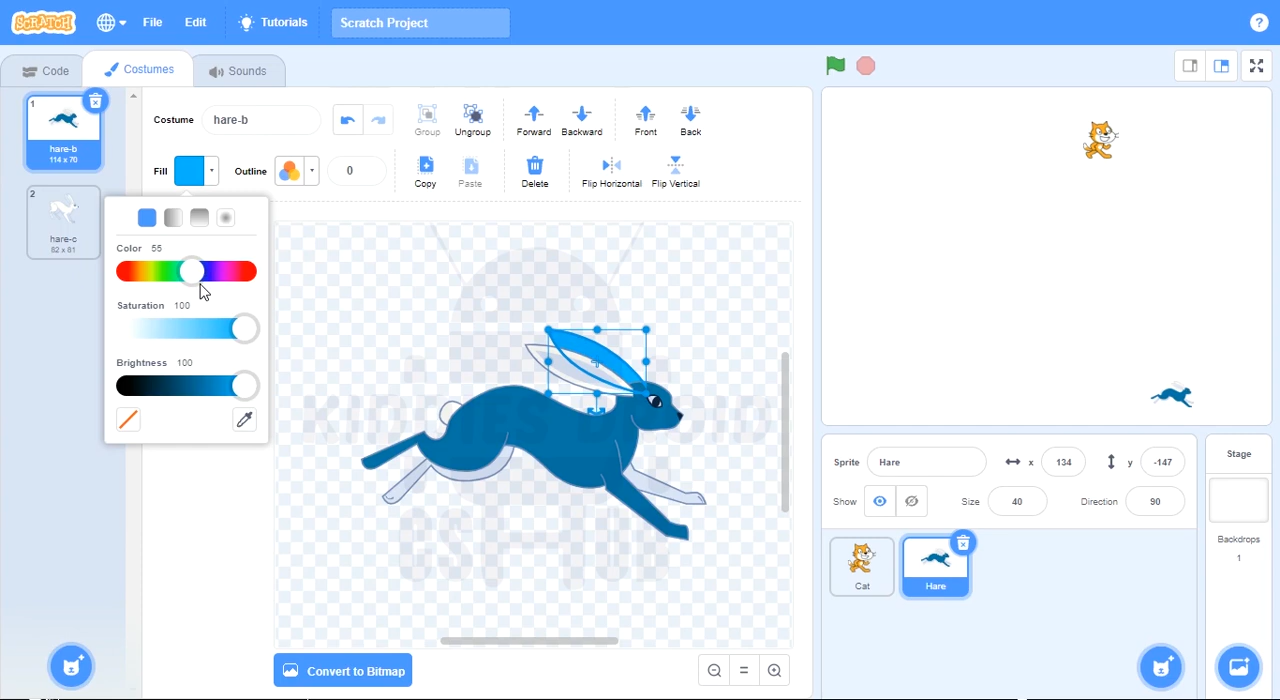 SCRATCH File Edit Tutorials Scratch Project ?
Code Costumes Sounds
1
hare-b
114 x 70
2
hare-c
82 x 81
Costume hare-b Group Ungroup Forward Backward Front Back
Fill Outline 0 Copy Paste Delete Flip Horizontal Flip Vertical
Color 55
Saturation 100
Brightness 100
Convert to Bitmap
Sprite Hare x 134 y -147
Show Size 40 Direction 90
Cat
Hare
Stage
Backdrops
1